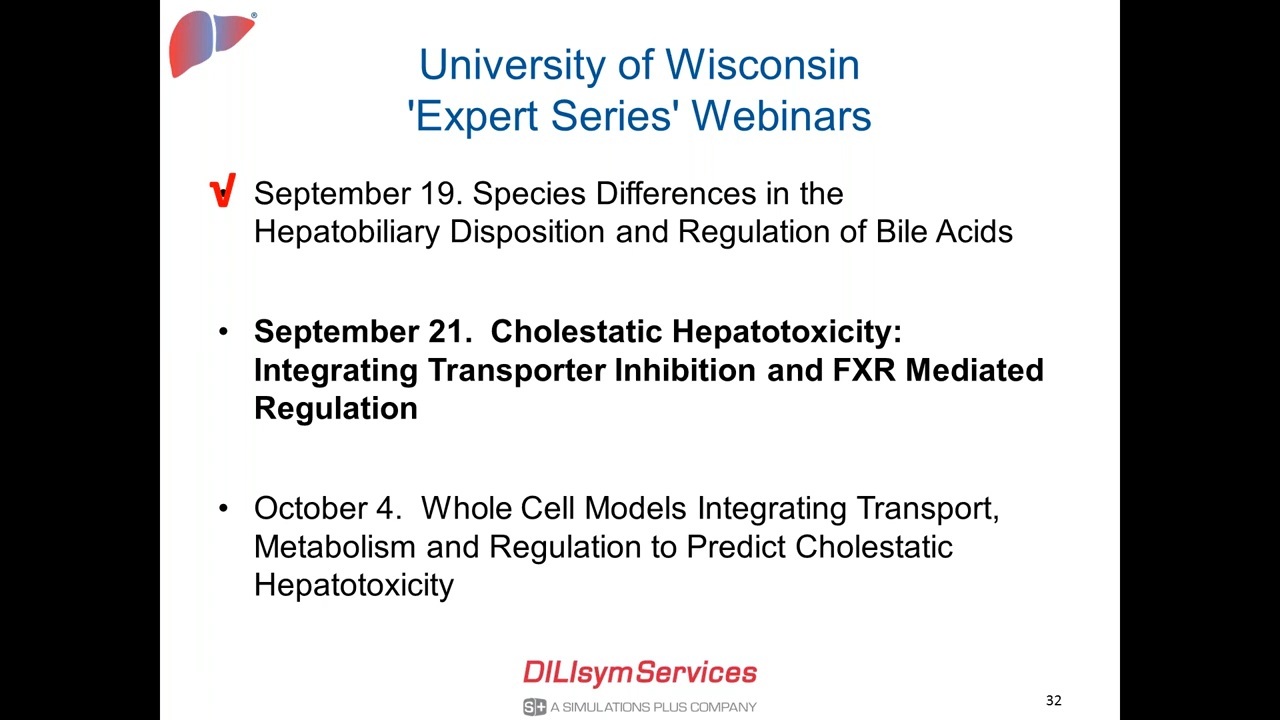 ®
University of Wisconsin
'Expert Series' Webinars
√ September 19. Species Differences in the
Hepatobiliary Disposition and Regulation of Bile Acids
• September 21. Cholestatic Hepatotoxicity:
Integrating Transporter Inhibition and FXR Mediated
Regulation
• October 4. Whole Cell Models Integrating Transport,
Metabolism and Regulation to Predict Cholestatic
Hepatotoxicity
DILIsymServices
S+ A SIMULATIONS PLUS COMPANY
32